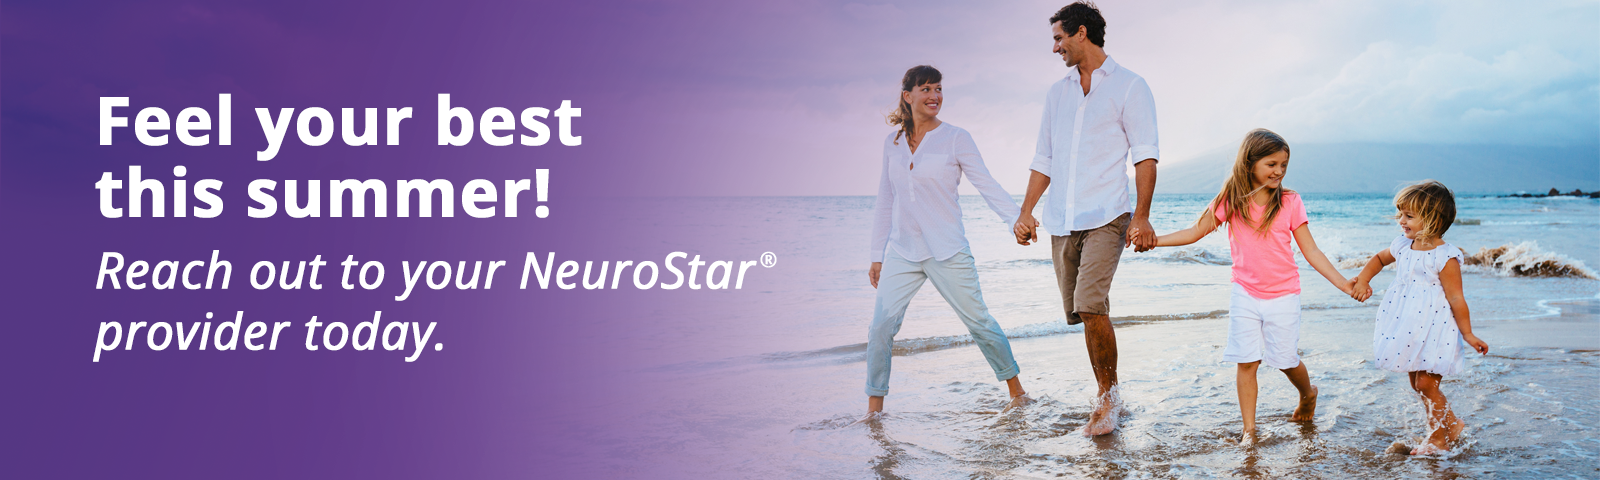 Feel your best
this summer!
Reach out to your NeuroStar®
provider today.